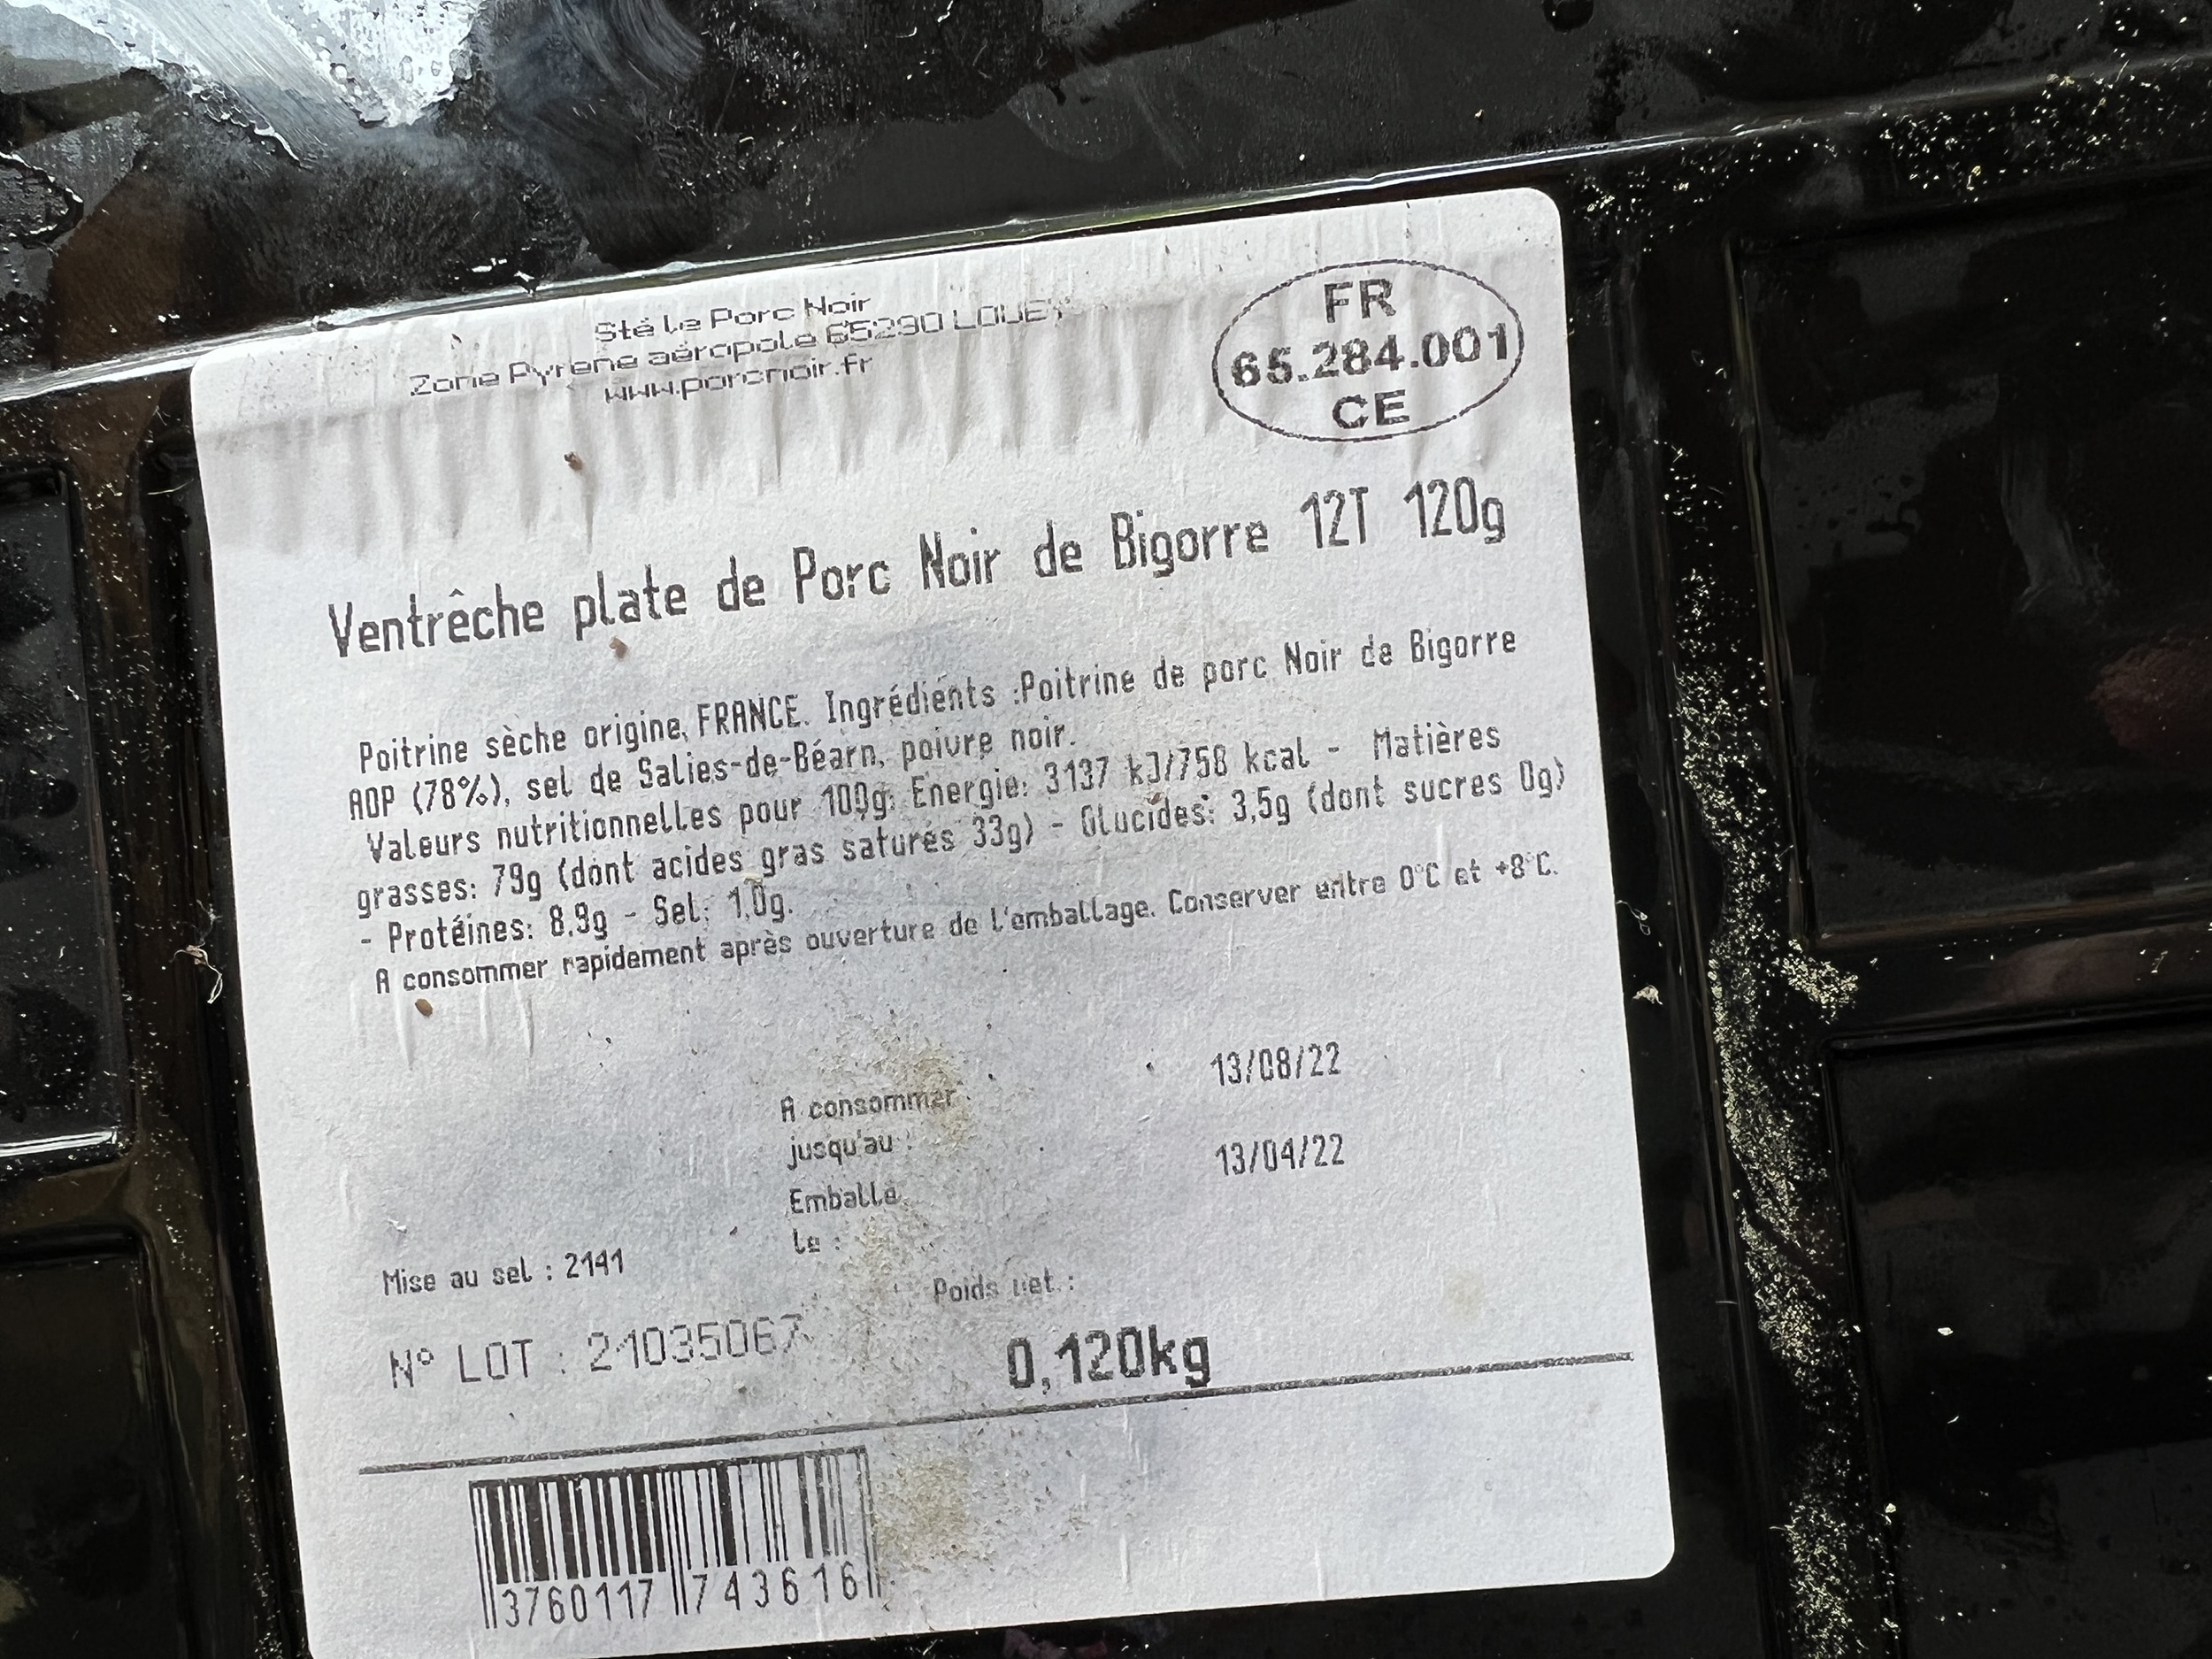 Sté le Porc Noir
Zone Pyrene aéropole 65290 LOUEY
www.porcnoir.fr
FR
65.284.001
CE
Ventrêche plate de Porc Noir de Bigorre 12T 120g
Poitrine sèche origine, FRANCE. Ingrédients :Poitrine de porc Noir de Bigorre
AOP (78%), sel de Salies-de-Béarn, poivre noir.
Valeurs nutritionnelles pour 100g: Energie: 3137 kJ/758 kcal - Matières
grasses: 79g (dont acides gras saturés 33g) - Glucides: 3,5g (dont sucres 0g)
- Protéines: 8,9g - Sel: 1,0g.
A consommer rapidement après ouverture de l'emballage. Conserver entre 0°C et +8°C.
A consommer 13/08/22
jusqu'au :
Emballe 13/04/22
le :
Mise au sel : 2141
Poids net :
N° LOT : 21035067
0,120kg
3760117 743616